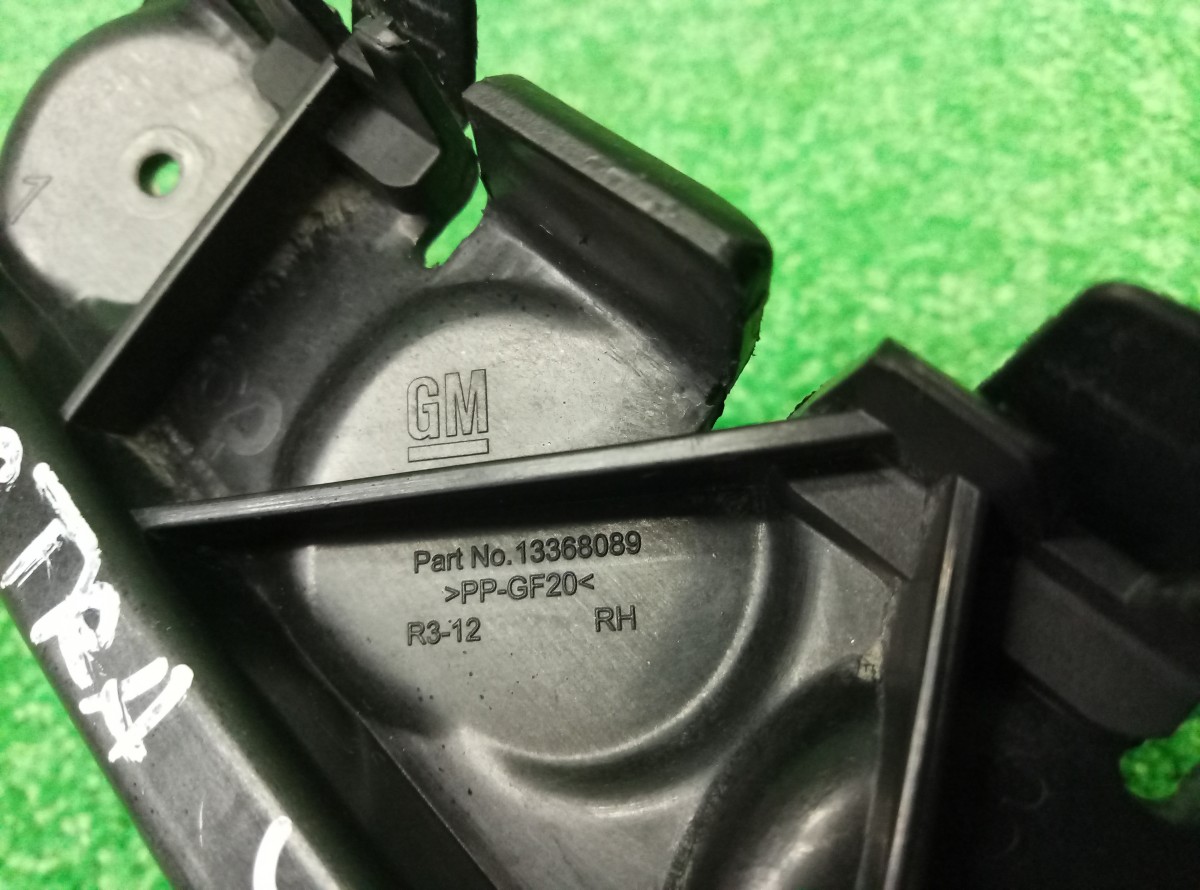 GM
Part No.13368089
>PP-GF20<
R3-12 RH